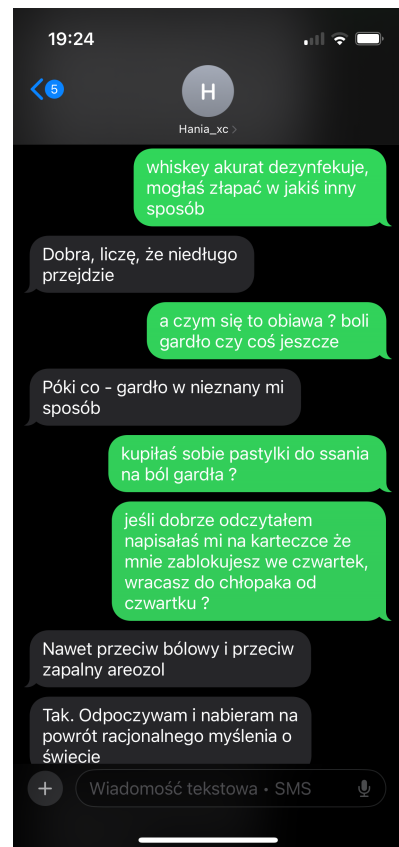 19:24
5
H
Hania_xc
whiskey akurat dezynfekuje,
mogłaś złapać w jakiś inny
sposób
Dobra, liczę, że niedługo
przejdzie
a czym się to obiawa ? boli
gardło czy coś jeszcze
Póki co - gardło w nieznany mi
sposób
kupiłaś sobie pastylki do ssania
na ból gardła ?
jeśli dobrze odczytałem
napisałaś mi na karteczce że
mnie zablokujesz we czwartek,
wracasz do chłopaka od
czwartku ?
Nawet przeciw bólowy i przeciw
zapalny areozol
Tak. Odpoczywam i nabieram na
powrót racjonalnego myślenia o
świecie
Wiadomość tekstowa • SMS